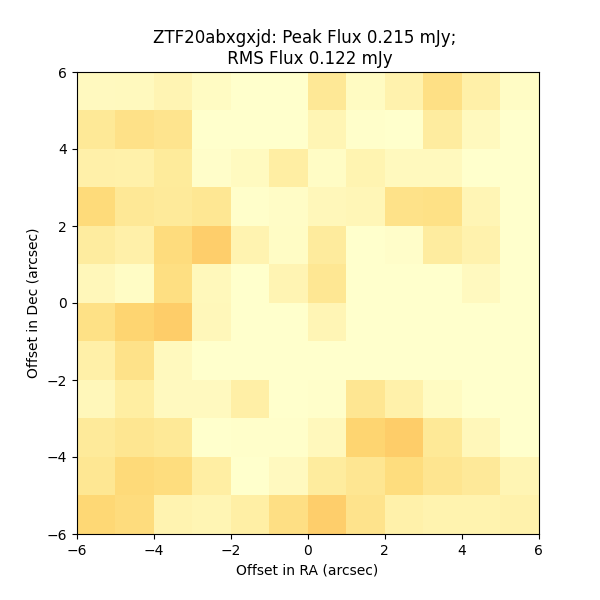 ZTF20abxgxjd: Peak Flux 0.215 mJy;
RMS Flux 0.122 mJy
6
4
2
0
−2
−4
−6
Offset in Dec (arcsec)
−6 −4 −2 0 2 4 6
Offset in RA (arcsec)